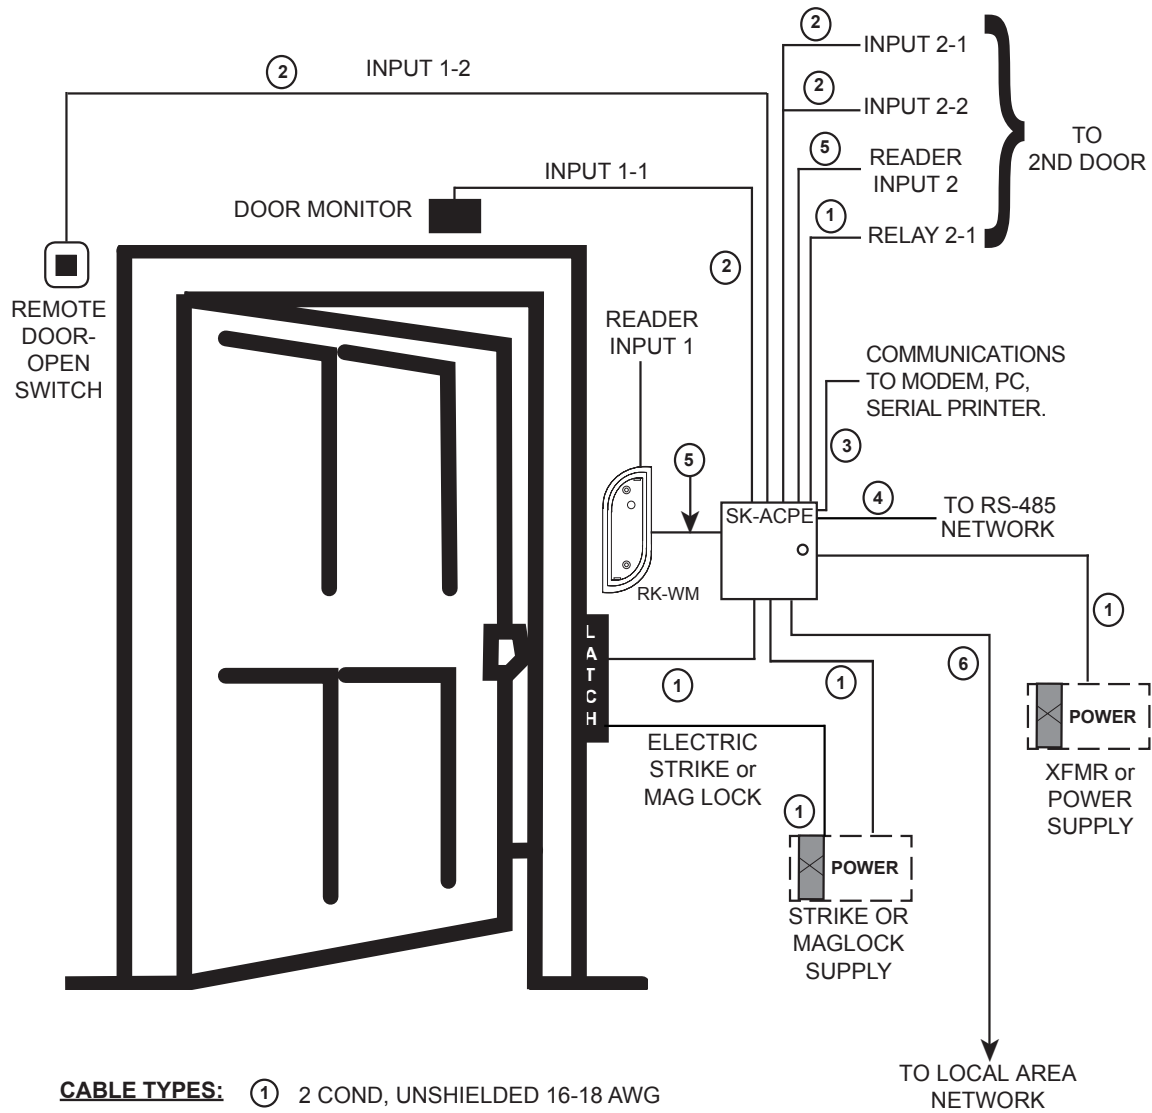 2
INPUT 2-1
2
INPUT 1-2
2
INPUT 2-2
TO
2ND DOOR
5
READER
INPUT 2
INPUT 1-1
DOOR MONITOR
1
RELAY 2-1
2
REMOTE
DOOR-
OPEN
SWITCH
READER
INPUT 1
COMMUNICATIONS
TO MODEM, PC,
SERIAL PRINTER.
3
5
4
TO RS-485
NETWORK
SK-ACPE
RK-WM
1
LATCH
1
1
6
POWER
XFMR or
POWER
SUPPLY
ELECTRIC
STRIKE or
MAG LOCK
1
POWER
STRIKE OR
MAGLOCK
SUPPLY
TO LOCAL AREA
NETWORK
CABLE TYPES: 1 2 COND, UNSHIELDED 16-18 AWG